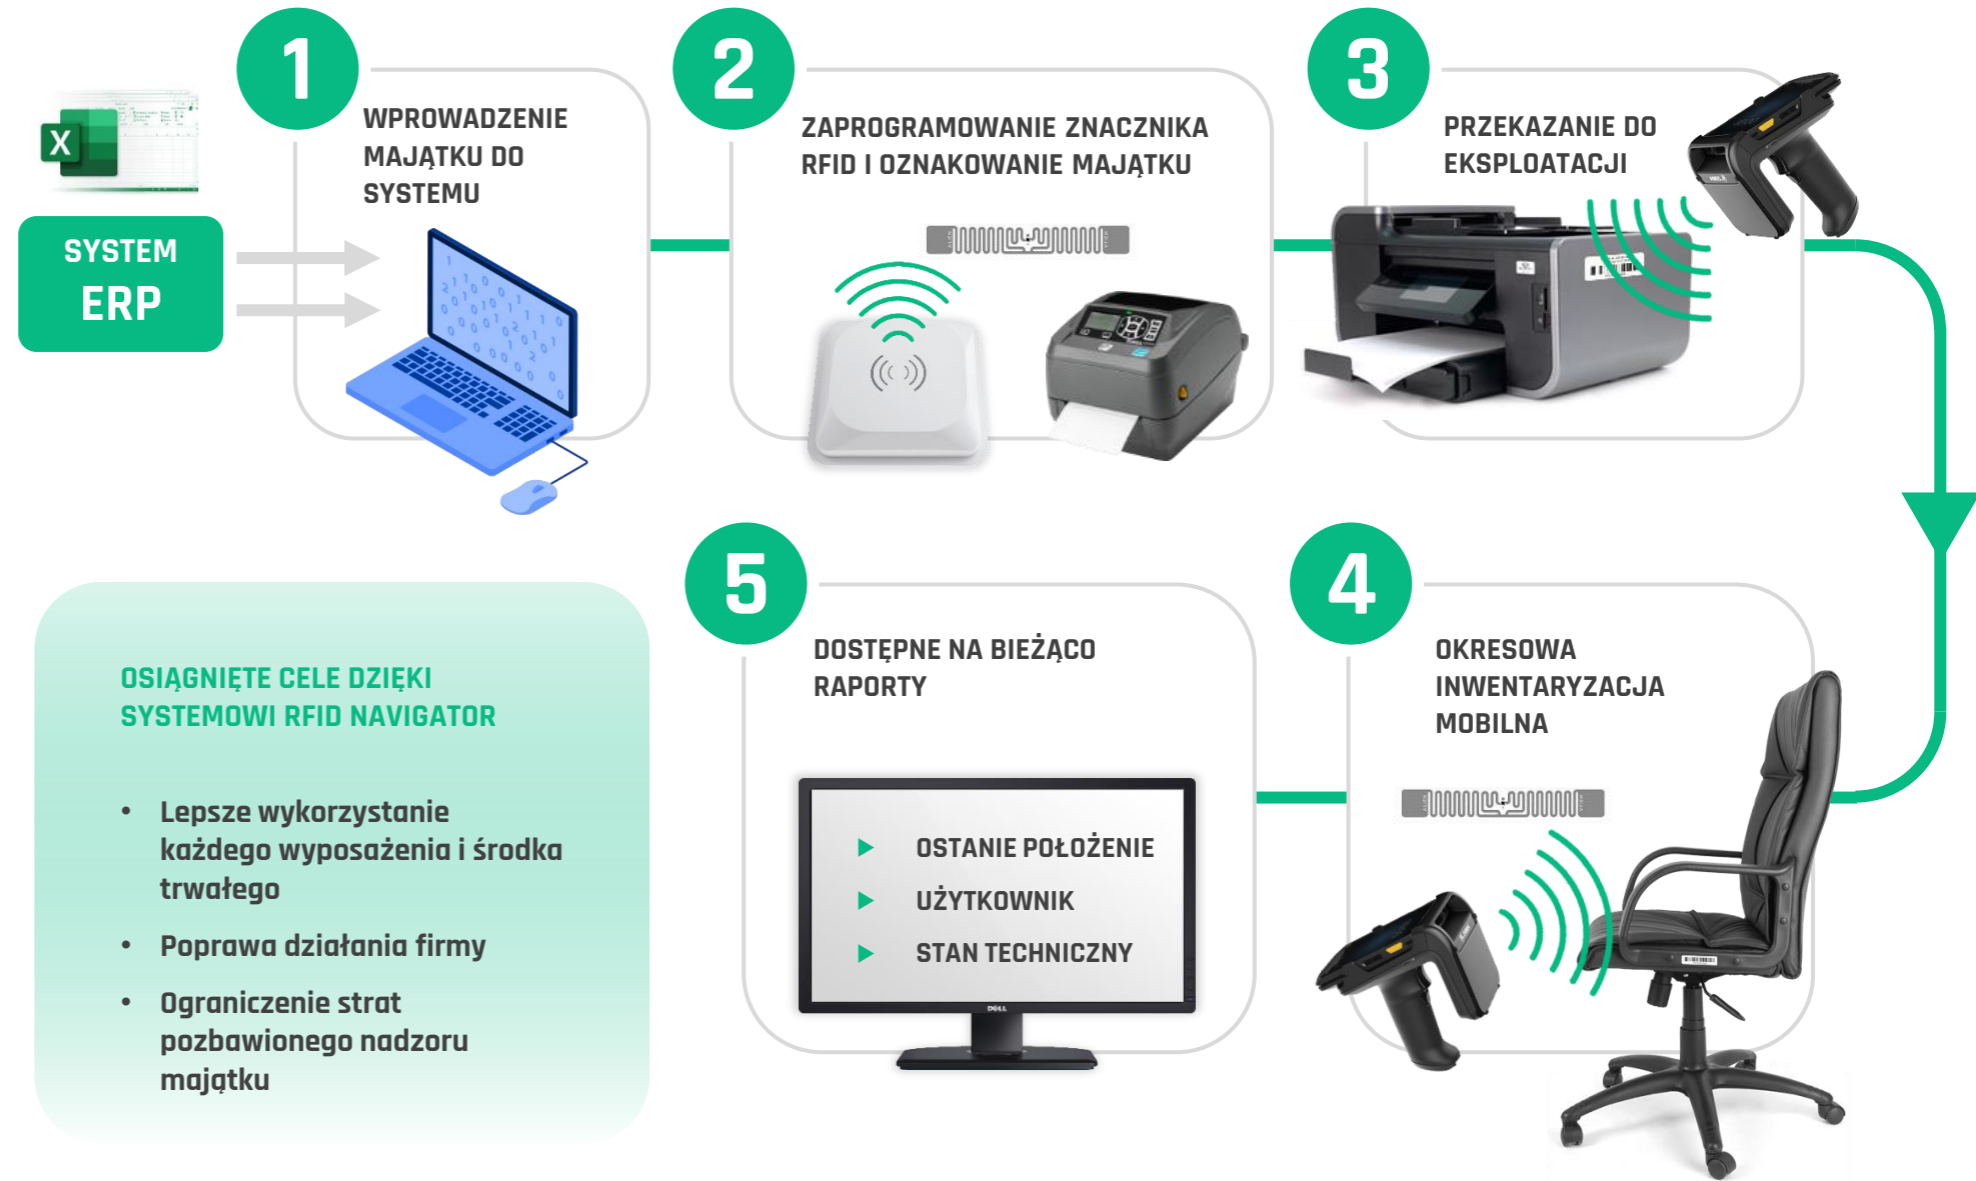 1
WPROWADZENIE
MAJĄTKU DO
SYSTEMU
X
SYSTEM
ERP
2
ZAPROGRAMOWANIE ZNACZNIKA
RFID I OZNAKOWANIE MAJĄTKU
3
PRZEKAZANIE DO
EKSPLOATACJI
4
OKRESOWA
INWENTARYZACJA
MOBILNA
5
DOSTĘPNE NA BIEŻĄCO
RAPORTY
OSTANIE POŁOŻENIE
UŻYTKOWNIK
STAN TECHNICZNY
DELL
OSIĄGNIĘTE CELE DZIĘKI
SYSTEMOWI RFID NAVIGATOR
• Lepsze wykorzystanie
każdego wyposażenia i środka
trwałego
• Poprawa działania firmy
• Ograniczenie strat
pozbawionego nadzoru
majątku